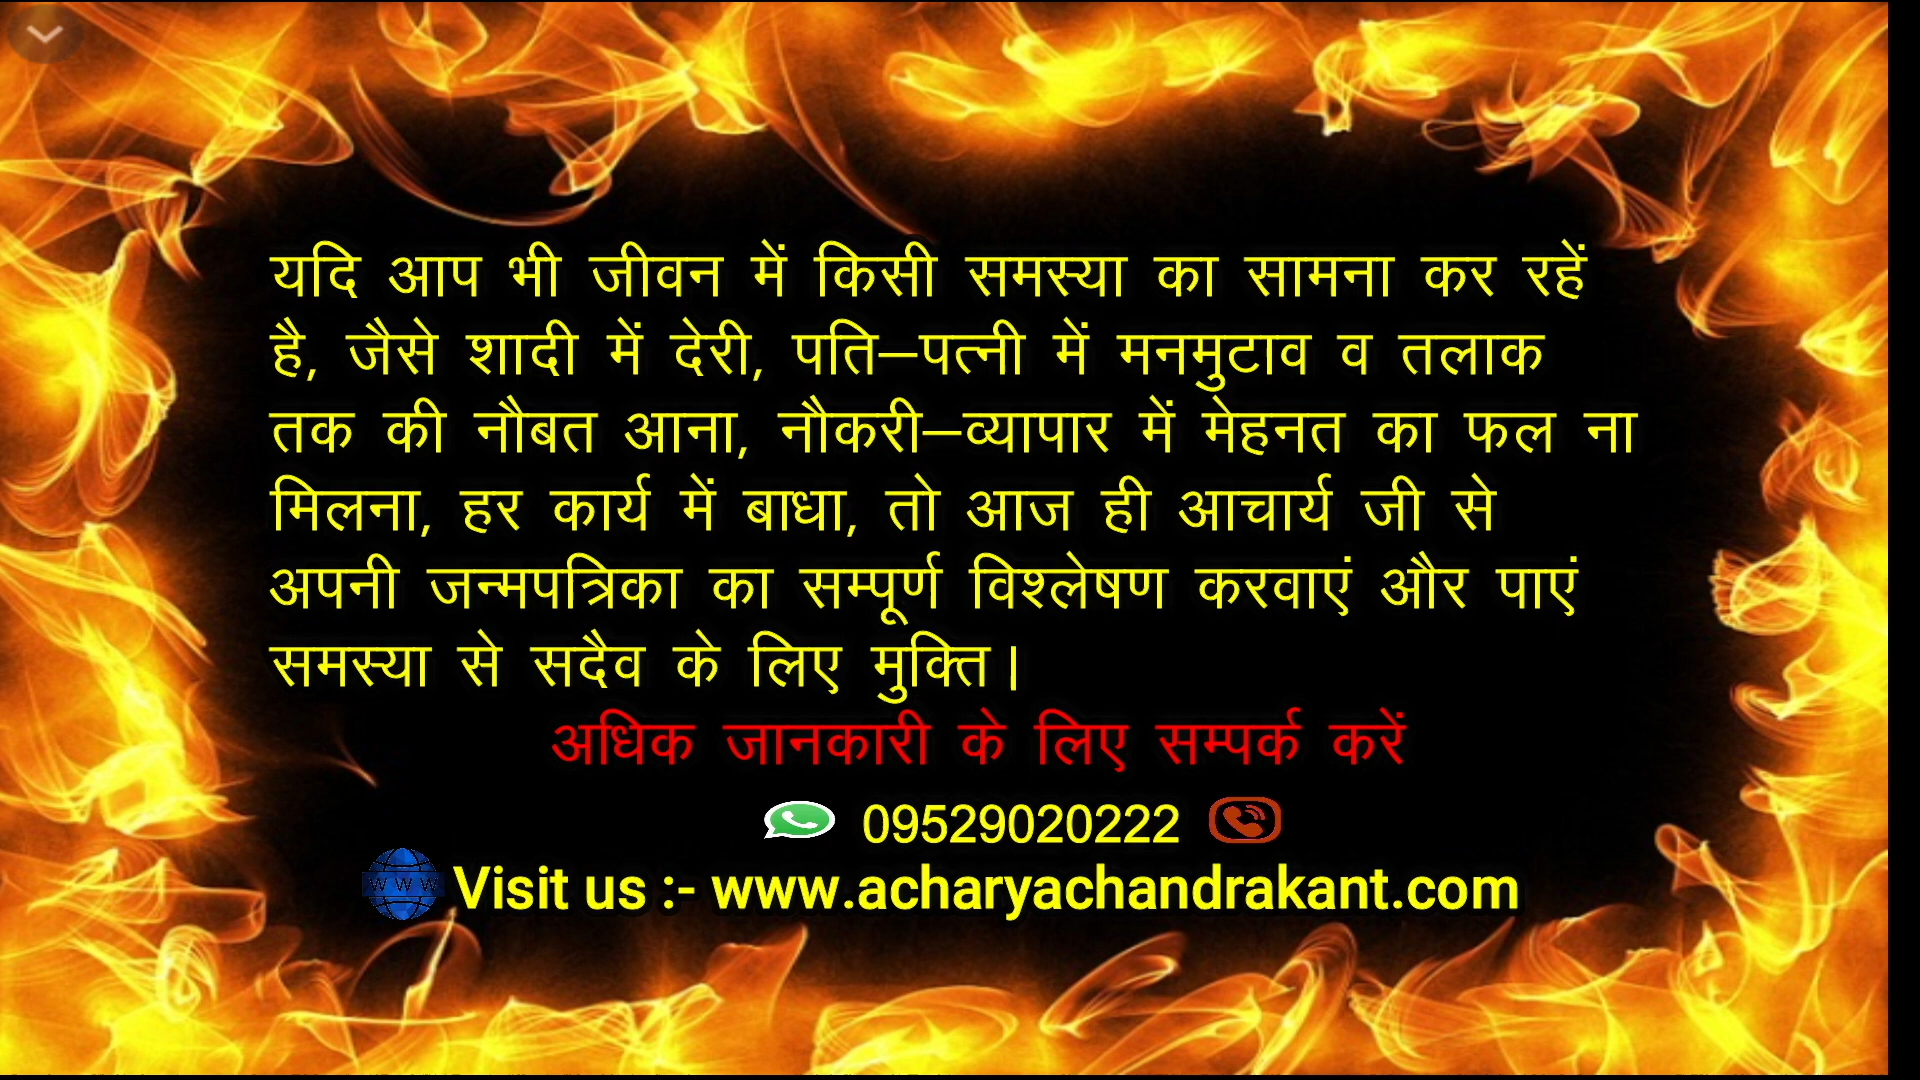 यदि आप भी जीवन में किसी समस्या का सामना कर रहें
है, जैसे शादी में देरी, पति–पत्नी में मनमुटाव व तलाक
तक की नौबत आना, नौकरी–व्यापार में मेहनत का फल ना
मिलना, हर कार्य में बाधा, तो आज ही आचार्य जी से
अपनी जन्मपत्रिका का सम्पूर्ण विश्लेषण करवाएं और पाएं
समस्या से सदैव के लिए मुक्ति।
अधिक जानकारी के लिए सम्पर्क करें
09529020222
WWW Visit us :- www.acharyachandrakant.com